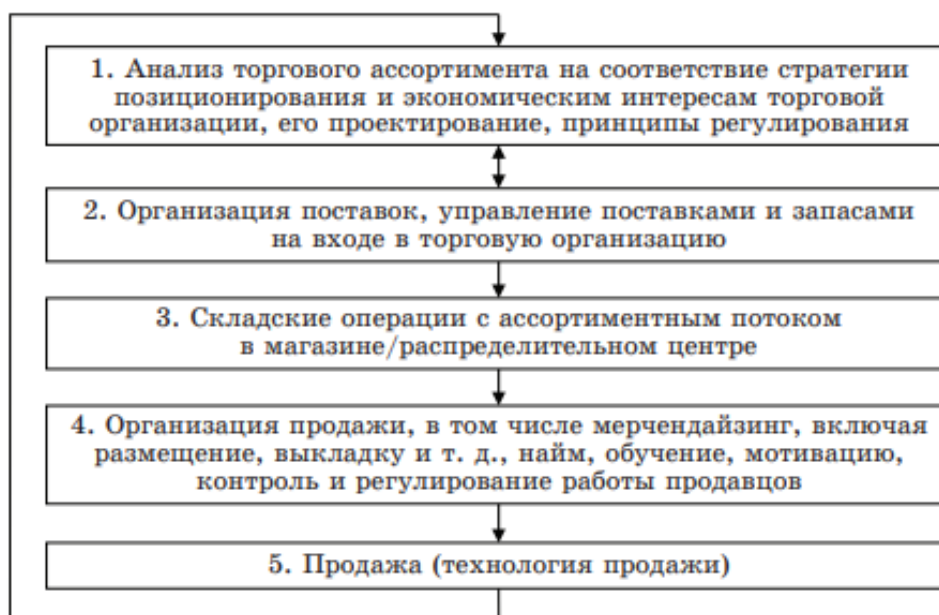 1. Анализ торгового ассортимента на соответствие стратегии
позиционирования и экономическим интересам торговой
организации, его проектирование, принципы регулирования
2. Организация поставок, управление поставками и запасами
на входе в торговую организацию
3. Складские операции с ассортиментным потоком
в магазине/распределительном центре
4. Организация продажи, в том числе мерчендайзинг, включая
размещение, выкладку и т. д., найм, обучение, мотивацию,
контроль и регулирование работы продавцов
5. Продажа (технология продажи)